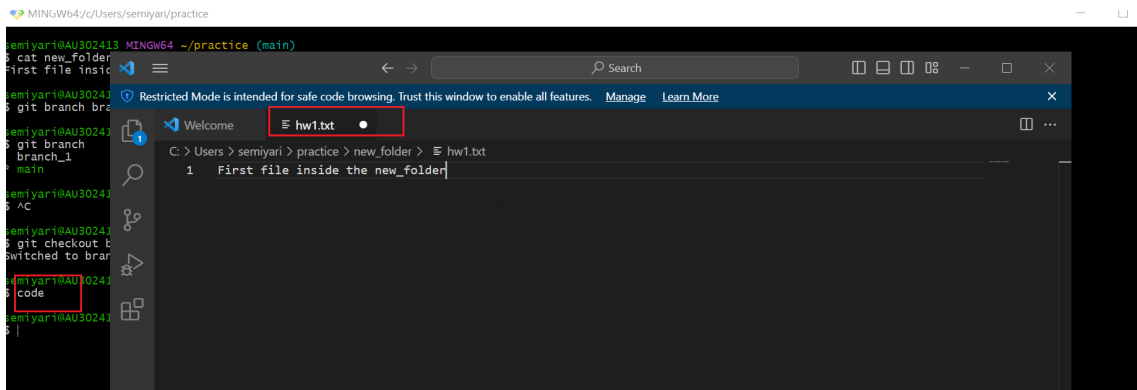 MINGW64:/c/Users/semiyari/practice
semiyari@AU302413 MINGW64 ~/practice (main)
$ cat new_folder
First file insid
semiyari@AU30241
$ git branch bra
semiyari@AU30241
$ git branch
branch_1
* main
semiyari@AU30241
$ ^C
semiyari@AU30241
$ git checkout b
Switched to bran
semiyari@AU30241
$ code
semiyari@AU30241
$
Search
Restricted Mode is intended for safe code browsing. Trust this window to enable all features. Manage Learn More
1
Welcome
hw1.txt
C: > Users > semiyari > practice > new_folder > hw1.txt
1 First file inside the new_folder